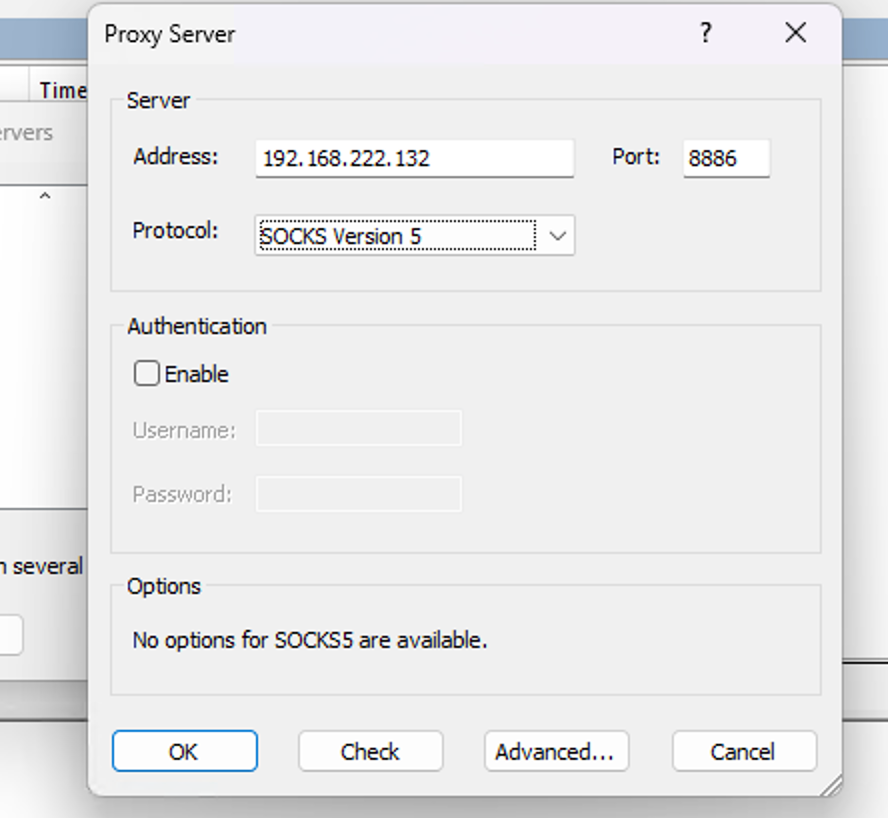 Proxy Server ?
Time
Server
ervers
Address: 192.168.222.132 Port: 8886
Protocol: SOCKS Version 5
Authentication
Enable
Username:
Password:
n several
Options
No options for SOCKS5 are available.
OK Check Advanced... Cancel